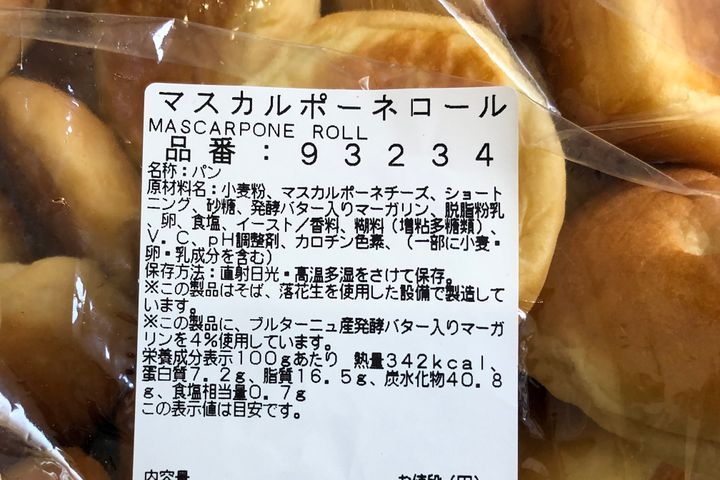 マスカルポーネロール
MASCARPONE ROLL
品番：93234
名称：パン
原材料名：小麦粉、マスカルポーネチーズ、ショート
ニング、砂糖、発酵バター入りマーガリン、脱脂粉乳
、卵、食塩、イースト／香料、糊料（増粘多糖類）、
V．C、pH調整剤、カロチン色素、（一部に小麦・
卵・乳成分を含む）
保存方法：直射日光・高温多湿をさけて保存。
※この製品はそば、落花生を使用した設備で製造して
います。
※この製品に、ブルターニュ産発酵バター入りマーガ
リンを4％使用しています。
栄養成分表示100gあたり 熱量342kcal、
蛋白質7．2g、脂質16．5g、炭水化物40．8
g、食塩相当量0．7g
この表示値は目安です。
内容量 お値段（円）